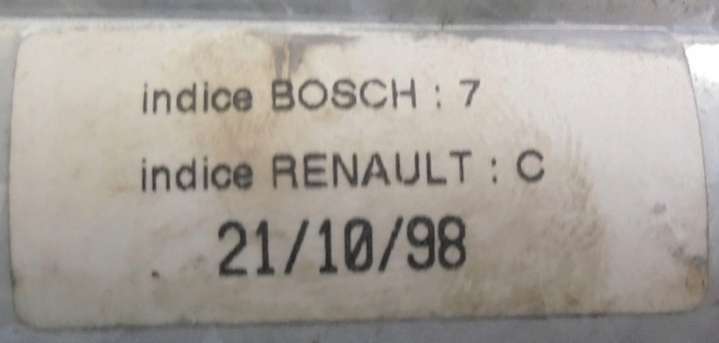 indice BOSCH : 7
indice RENAULT : C
21/10/98